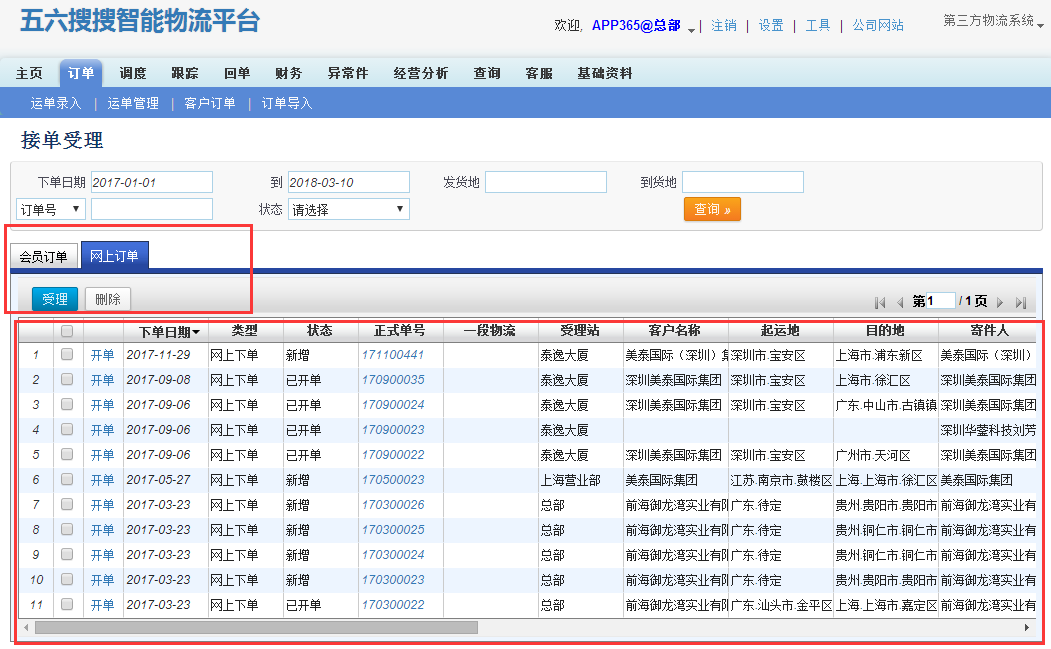 五六搜搜智能物流平台
欢迎, APP365@总部 | 注销 | 设置 | 工具 | 公司网站 第三方物流系统
主页 订单 调度 跟踪 回单 财务 异常件 经营分析 查询 客服 基础资料
运单录入 | 运单管理 | 客户订单 | 订单导入
接单受理
下单日期 2017-01-01 到 2018-03-10 发货地 到货地
订单号 状态 请选择 查询 »
会员订单 网上订单
受理 删除 第 1 / 1 页
下单日期 类型 状态 正式单号 一段物流 受理站 客户名称 起运地 目的地 寄件人
1 开单 2017-11-29 网上下单 新增 171100441 泰逸大厦 美泰国际（深圳）集 深圳市.宝安区 上海市.浦东新区 美泰国际（深圳）
2 开单 2017-09-08 网上下单 已开单 170900035 泰逸大厦 深圳美泰国际集团 深圳市.宝安区 上海市.徐汇区 深圳美泰国际集团
3 开单 2017-09-06 网上下单 已开单 170900024 泰逸大厦 深圳美泰国际集团 深圳市.宝安区 广东.中山市.古镇镇 深圳美泰国际集团
4 开单 2017-09-06 网上下单 已开单 170900023 泰逸大厦 深圳华蓥科技刘芳
5 开单 2017-09-06 网上下单 已开单 170900022 泰逸大厦 深圳美泰国际集团 深圳市.宝安区 广州市.天河区 深圳美泰国际集团
6 开单 2017-05-27 网上下单 新增 170500023 上海营业部 美泰国际集团 江苏.南京市.鼓楼区 上海.上海市.徐汇区 美泰国际集团
7 开单 2017-03-23 网上下单 新增 170300026 总部 前海御龙湾实业有限 广东.待定 贵州.贵阳市.贵阳市 前海御龙湾实业有
8 开单 2017-03-23 网上下单 新增 170300025 总部 前海御龙湾实业有限 广东.待定 贵州.铜仁市.铜仁市 前海御龙湾实业有
9 开单 2017-03-23 网上下单 新增 170300024 总部 前海御龙湾实业有限 广东.待定 贵州.铜仁市.铜仁市 前海御龙湾实业有
10 开单 2017-03-23 网上下单 新增 170300023 总部 前海御龙湾实业有限 广东.待定 贵州.贵阳市.贵阳市 前海御龙湾实业有
11 开单 2017-03-23 网上下单 已开单 170300022 总部 前海御龙湾实业有限 广东.汕头市.金平区 上海.上海市.嘉定区 前海御龙湾实业有